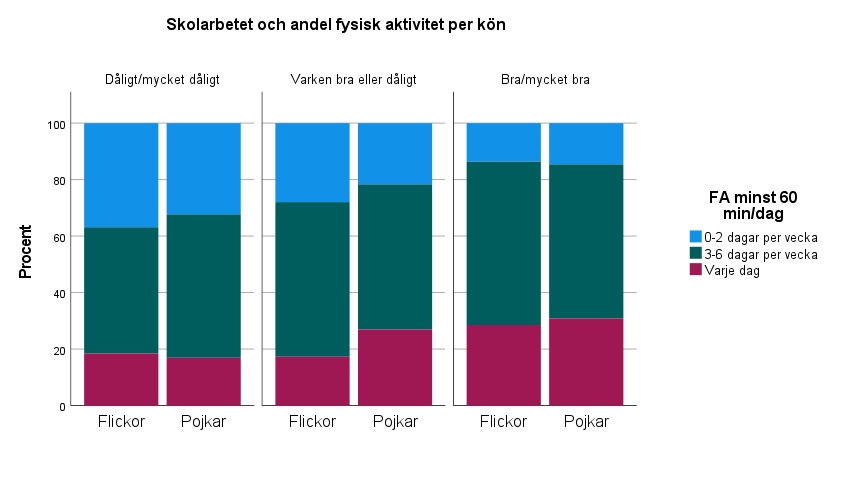 Skolarbetet och andel fysisk aktivitet per kön
Dåligt/mycket dåligt
Varken bra eller dåligt
Bra/mycket bra
Procent
100
80
60
40
20
0
Flickor
Pojkar
Flickor
Pojkar
Flickor
Pojkar
FA minst 60
min/dag
0-2 dagar per vecka
3-6 dagar per vecka
Varje dag